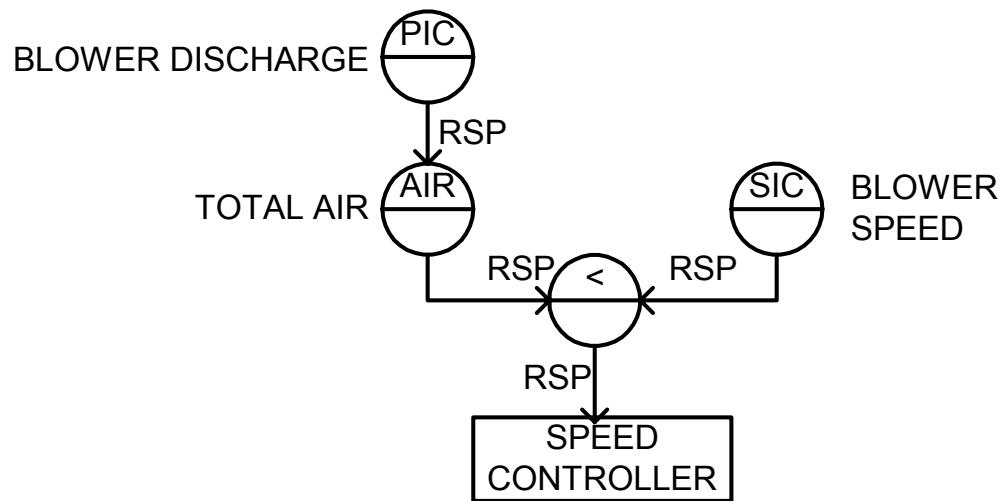 PIC
BLOWER DISCHARGE
RSP
AIR
TOTAL AIR
SIC
BLOWER
SPEED
RSP
<
RSP
RSP
SPEED
CONTROLLER